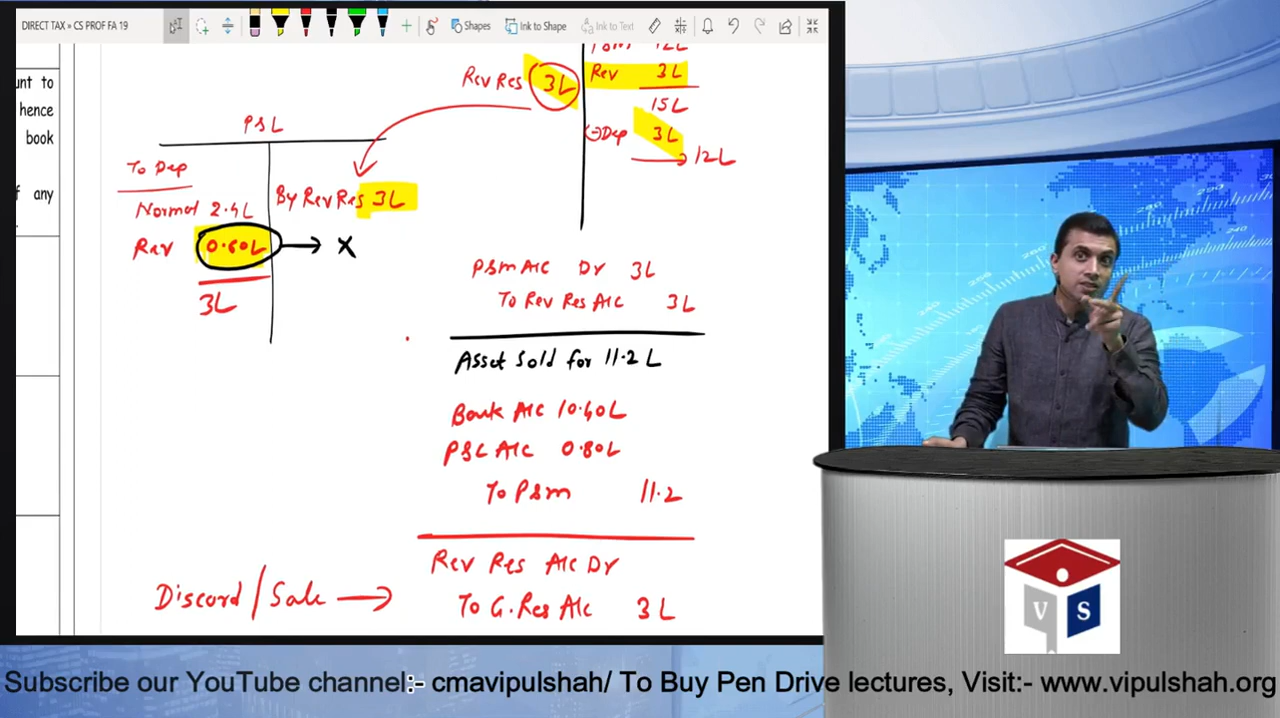 DIRECT TAX » CS PROF FA 19
Shapes
Ink to Shape
Ink to Text
unt to
hence
book
f any
Rev Res 3L
12L
Rev 3L
15L
(-)Dep 3L
12L
P&L
To Dep
Normal 2.4L
Rev 0.60L
X
3L
By Rev Res 3L
P&M A/c Dr 3L
To Rev Res A/c 3L
Asset Sold for 11.2 L
Bank A/c 10.40L
P&L A/c 0.80L
To P&M 11.2
Rev Res A/c Dr
To G.Res A/c 3L
Discord/Sale
V S
Subscribe our YouTube channel:- cmavipulshah/ To Buy Pen Drive lectures, Visit:- www.vipulshah.org